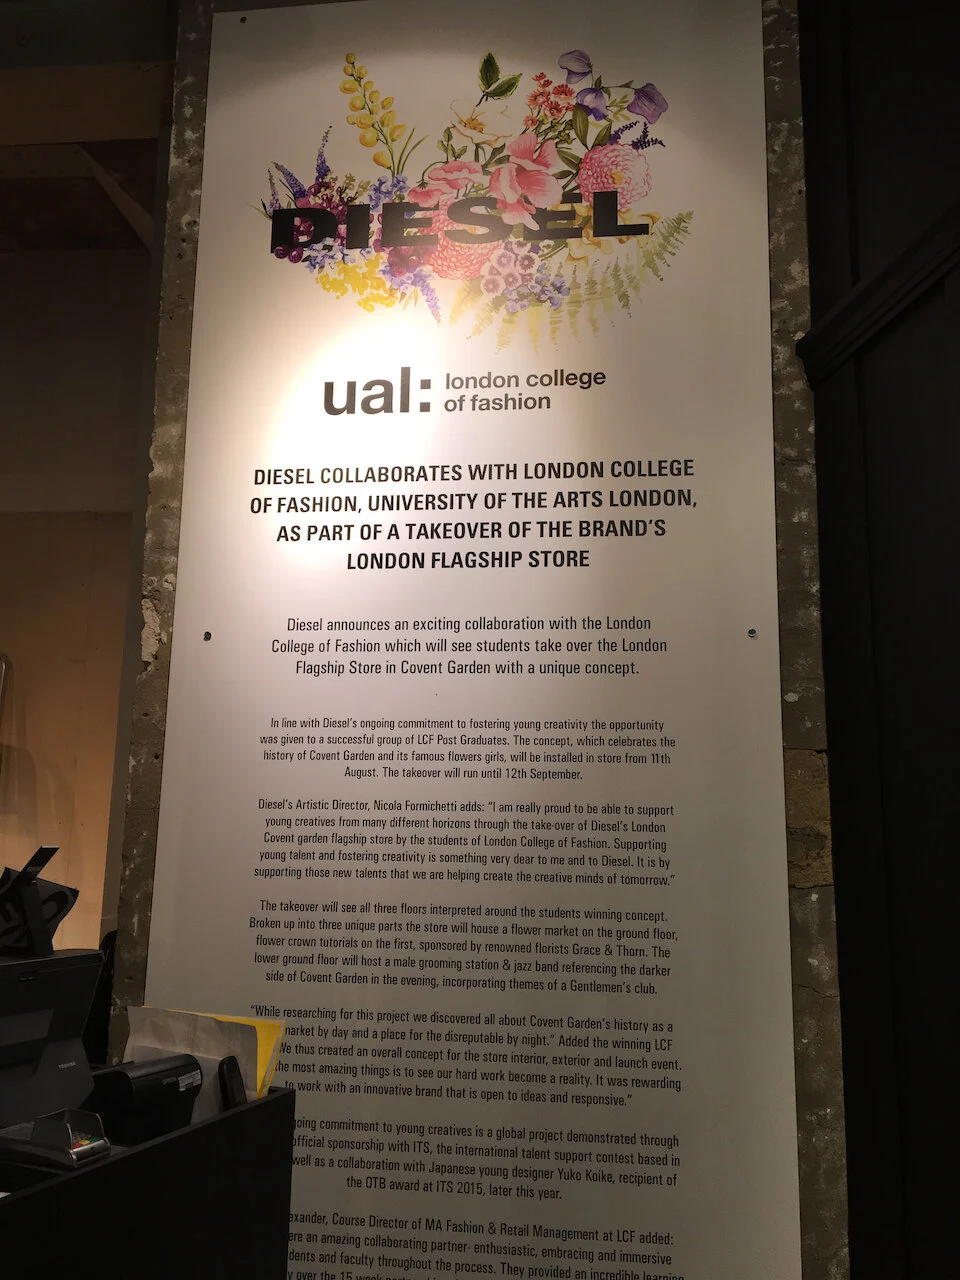 DIESEL
ual: london college
of fashion
DIESEL COLLABORATES WITH LONDON COLLEGE
OF FASHION, UNIVERSITY OF THE ARTS LONDON,
AS PART OF A TAKEOVER OF THE BRAND'S
LONDON FLAGSHIP STORE
Diesel announces an exciting collaboration with the London
College of Fashion which will see students take over the London
Flagship Store in Covent Garden with a unique concept.
In line with Diesel's ongoing commitment to fostering young creativity the opportunity
was given to a successful group of LCF Post Graduates. The concept, which celebrates the
history of Covent Garden and its famous flowers girls, will be installed in store from 11th
August. The takeover will run until 12th September.
Diesel's Artistic Director, Nicola Formichetti adds: "I am really proud to be able to support
young creatives from many different horizons through the take-over of Diesel's London
Covent garden flagship store by the students of London College of Fashion. Supporting
young talent and fostering creativity is something very dear to me and to Diesel. It is by
supporting those new talents that we are helping create the creative minds of tomorrow."
The takeover will see all three floors interpreted around the students winning concept.
Broken up into three unique parts the store will house a flower market on the ground floor,
flower crown tutorials on the first, sponsored by renowned florists Grace & Thorn. The
lower ground floor will host a male grooming station & jazz band referencing the darker
side of Covent Garden in the evening, incorporating themes of a Gentlemen's club.
"While researching for this project we discovered all about Covent Garden's history as a
market by day and a place for the disreputable by night." Added the winning LCF
We thus created an overall concept for the store interior, exterior and launch event.
the most amazing things is to see our hard work become a reality. It was rewarding
to work with an innovative brand that is open to ideas and responsive."
going commitment to young creatives is a global project demonstrated through
official sponsorship with ITS, the international talent support contest based in
well as a collaboration with Japanese young designer Yuko Koike, recipient of
the OTB award at ITS 2015, later this year.
exander, Course Director of MA Fashion & Retail Management at LCF added:
ere an amazing collaborating partner- enthusiastic, embracing and immersive
dents and faculty throughout the process. They provided an incredible learning
y over the 15 week
TOSHIBA